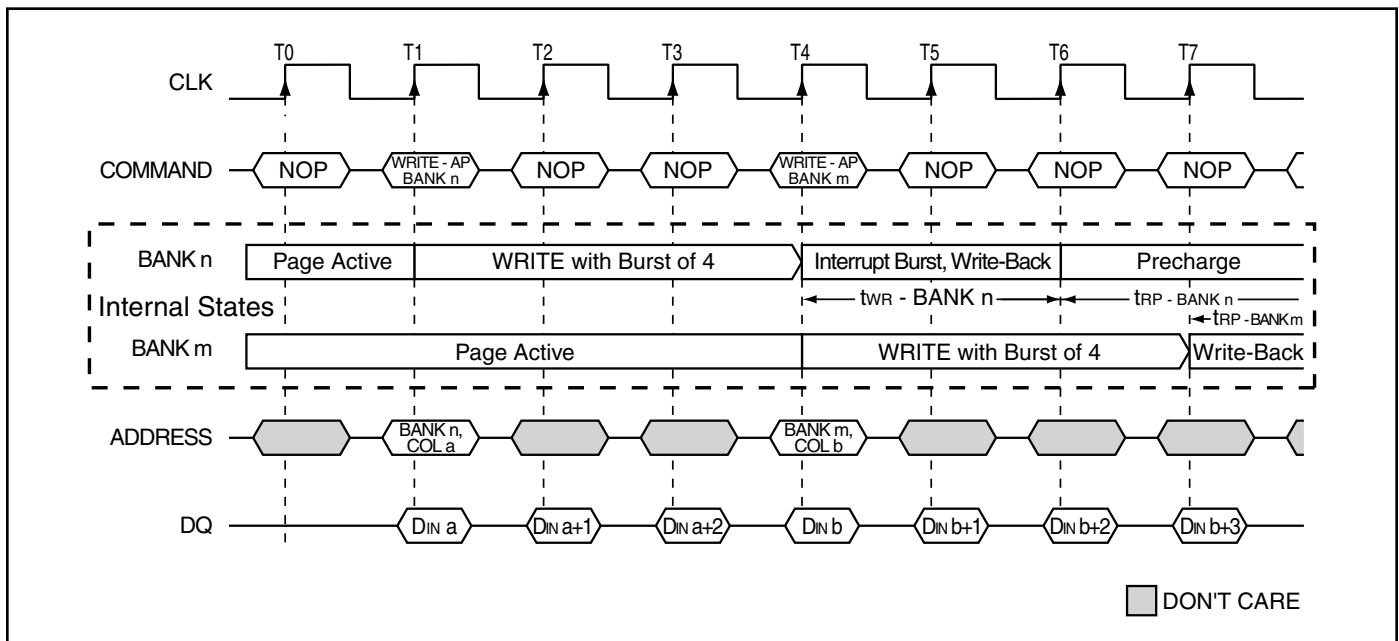 T0 T1 T2 T3 T4 T5 T6 T7
CLK
COMMAND NOP WRITE - AP BANK n NOP NOP WRITE - AP BANK m NOP NOP NOP
BANK n Page Active WRITE with Burst of 4 Interrupt Burst, Write-Back Precharge
Internal States tWR - BANK n tRP - BANK n
tRP - BANK m
BANK m Page Active WRITE with Burst of 4 Write-Back
ADDRESS BANK n, COL a BANK m, COL b
DQ DIN a DIN a+1 DIN a+2 DIN b DIN b+1 DIN b+2 DIN b+3
DON'T CARE